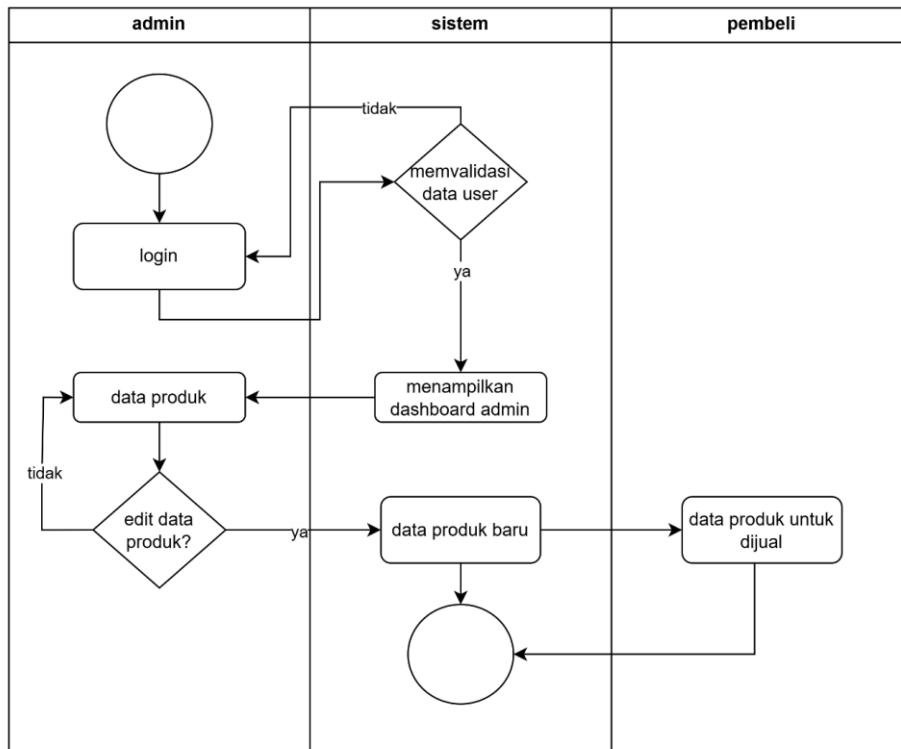 admin
sistem
pembeli
tidak
memvalidasi
data user
login
ya
data produk
menampilkan
dashboard admin
tidak
edit data
produk?
ya
data produk baru
data produk untuk
dijual